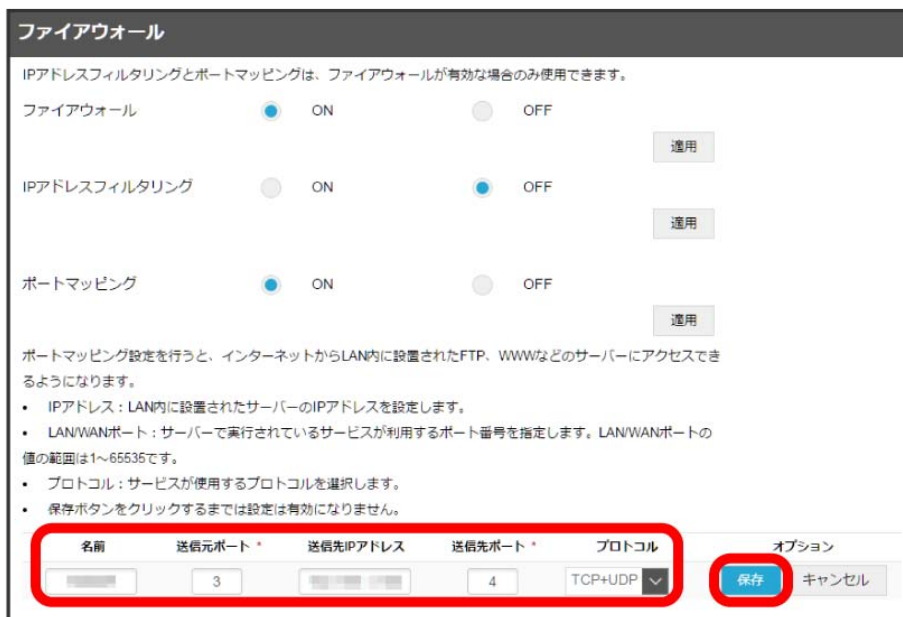 ファイアウォール
IPアドレスフィルタリングとポートマッピングは、ファイアウォールが有効な場合のみ使用できます。
ファイアウォール ON OFF
適用
IPアドレスフィルタリング ON OFF
適用
ポートマッピング ON OFF
適用
ポートマッピング設定を行うと、インターネットからLAN内に設置されたFTP、WWWなどのサーバーにアクセスでき
るようになります。
• IPアドレス：LAN内に設置されたサーバーのIPアドレスを設定します。
• LAN/WANポート：サーバーで実行されているサービスが利用するポート番号を指定します。LAN/WANポートの
値の範囲は1～65535です。
• プロトコル：サービスが使用するプロトコルを選択します。
• 保存ボタンをクリックするまでは設定は有効になりません。
名前 送信元ポート * 送信先IPアドレス 送信先ポート * プロトコル オプション
3 4 TCP+UDP 保存 キャンセル